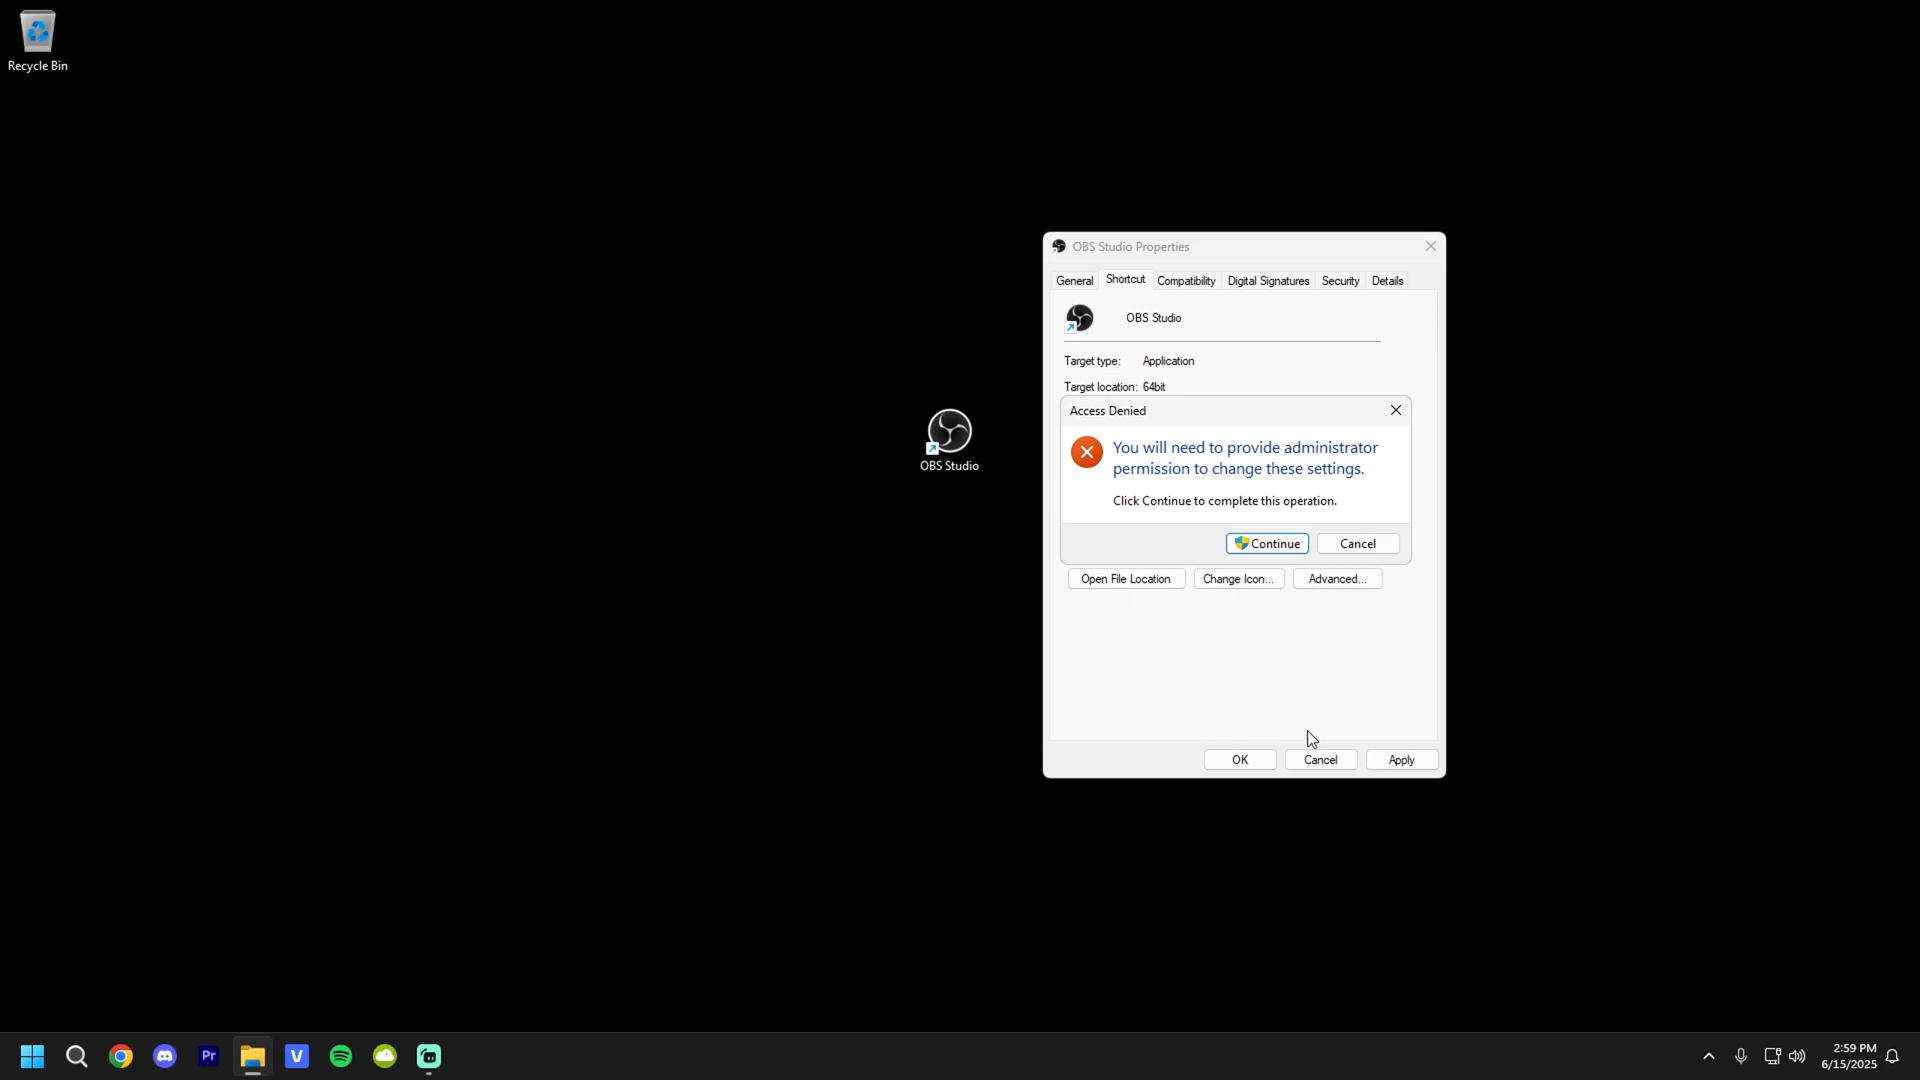 Recycle Bin
OBS Studio
OBS Studio Properties
General Shortcut Compatibility Digital Signatures Security Details
OBS Studio
Target type: Application
Target location: 64bit
Access Denied
You will need to provide administrator
permission to change these settings.
Click Continue to complete this operation.
Continue Cancel
Open File Location Change Icon... Advanced...
OK Cancel Apply
Pr
V
2:59 PM
6/15/2025